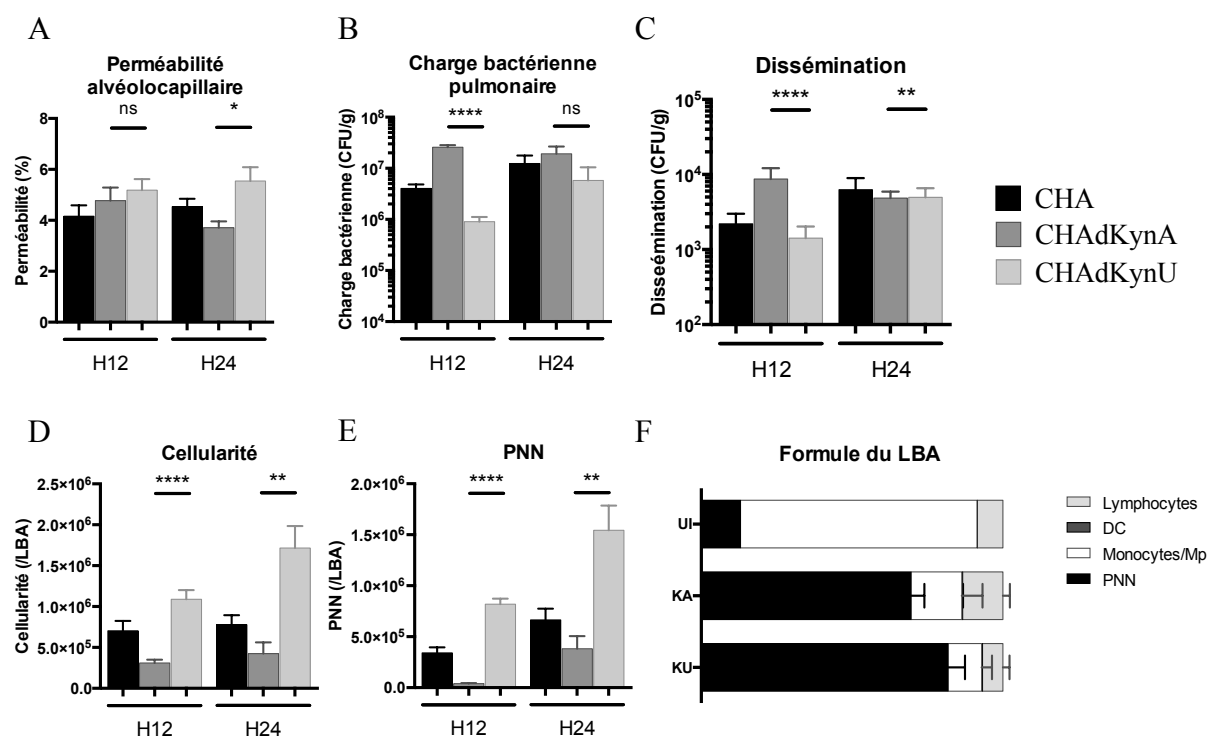 A
Perméabilité
alvéolocapillaire
ns
*
Perméabilité (%)
8
6
4
2
0
H12
H24
B
Charge bactérienne
pulmonaire
****
ns
Charge bactérienne (CFU/g)
10^8
10^7
10^6
10^5
10^4
H12
H24
C
Dissémination
****
**
Disseémination (CFU/g)
10^5
10^4
10^3
10^2
H12
H24
CHA
CHAdKynA
CHAdKynU
D
Cellularité
****
**
Cellularité (/LBA)
2.5×10^6
2.0×10^6
1.5×10^6
1.0×10^6
5.0×10^5
0.0
H12
H24
E
PNN
****
**
PNN (/LBA)
2.0×10^6
1.5×10^6
1.0×10^6
5.0×10^5
0.0
H12
H24
F
Formule du LBA
UI
KA
KU
Lymphocytes
DC
Monocytes/Mp
PNN